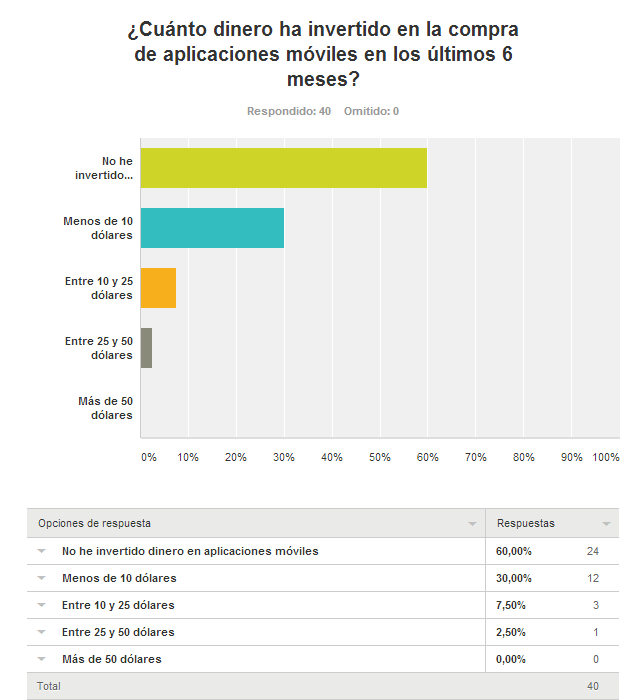 ¿Cuánto dinero ha invertido en la compra
de aplicaciones móviles en los últimos 6
meses?
Respondido: 40 Omitido: 0
No he
invertido...
Menos de 10
dólares
Entre 10 y 25
dólares
Entre 25 y 50
dólares
Más de 50
dólares
0% 10% 20% 30% 40% 50% 60% 70% 80% 90% 100%
Opciones de respuesta Respuestas
No he invertido dinero en aplicaciones móviles 60,00% 24
Menos de 10 dólares 30,00% 12
Entre 10 y 25 dólares 7,50% 3
Entre 25 y 50 dólares 2,50% 1
Más de 50 dólares 0,00% 0
Total 40